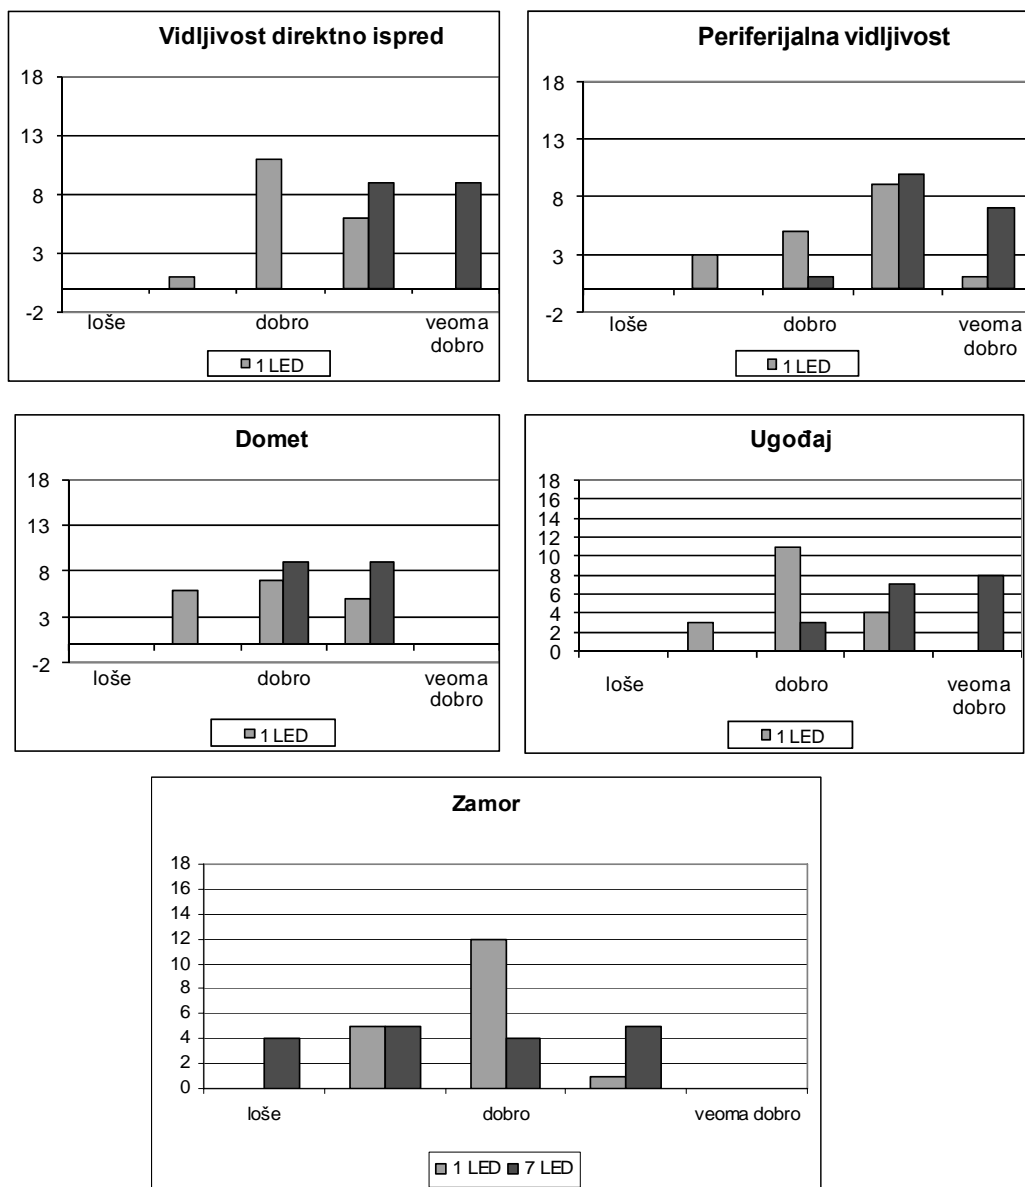 Vidljivost direktno ispred
18
13
8
3
-2
loše
dobro
veoma
dobro
1 LED
Periferijalna vidljivost
18
13
8
3
-2
loše
dobro
veoma
dobro
1 LED
Domet
18
13
8
3
-2
loše
dobro
veoma
dobro
1 LED
Ugođaj
18
16
14
12
10
8
6
4
2
0
loše
dobro
veoma
dobro
1 LED
Zamor
18
16
14
12
10
8
6
4
2
0
loše
dobro
veoma dobro
1 LED 7 LED